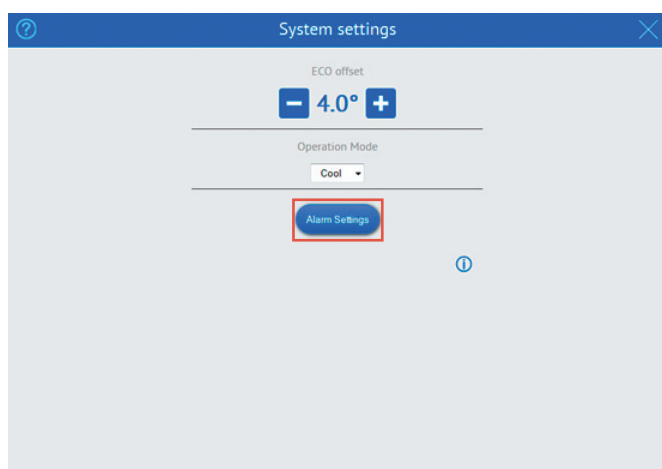 System settings
ECO offset
4.0°
Operation Mode
Cool
Alarm Settings